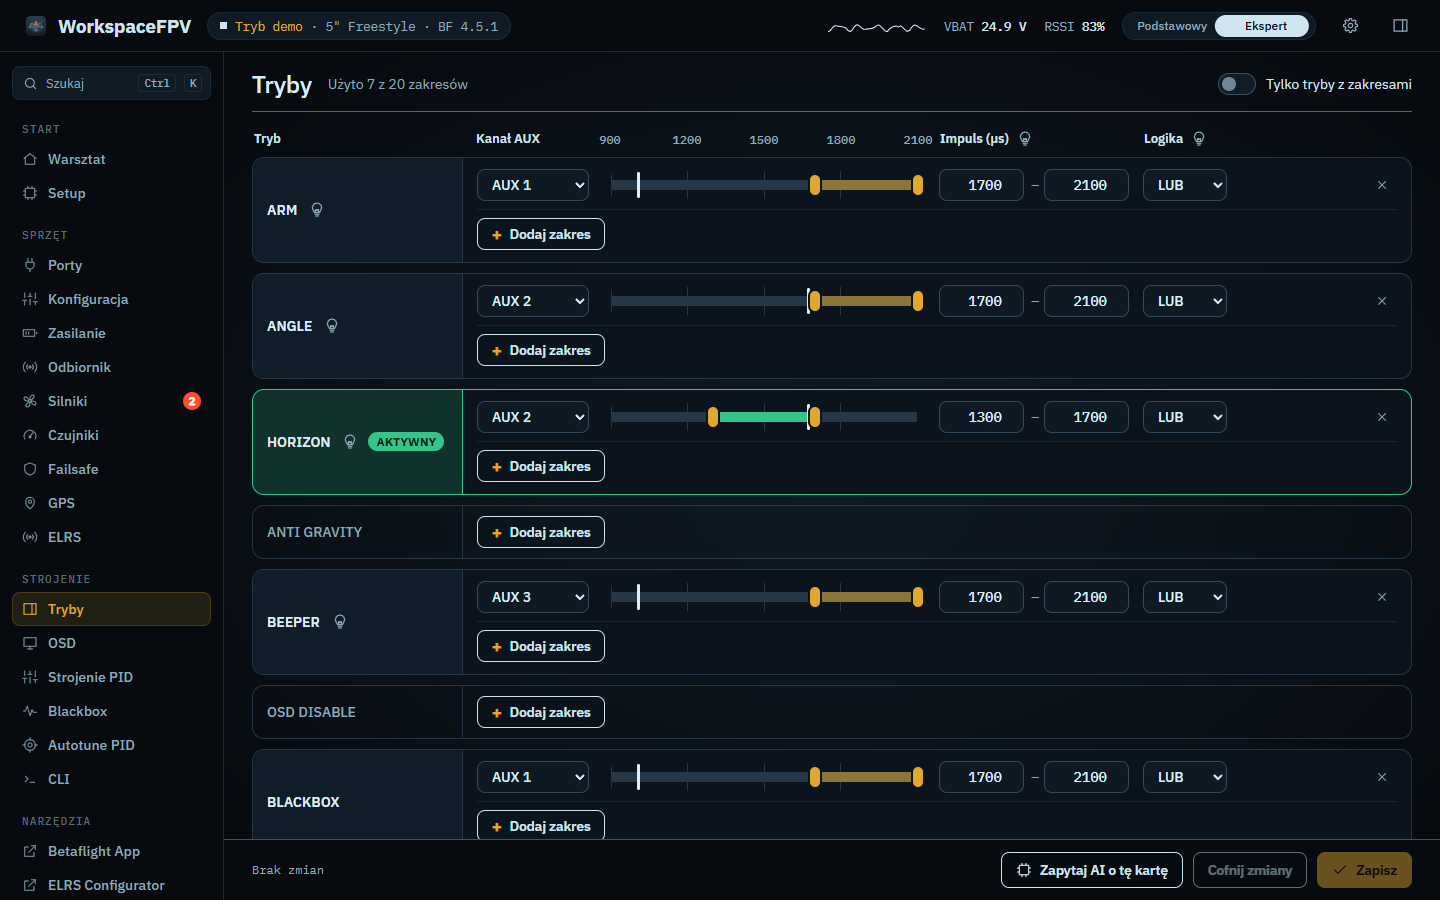 WorkspaceFPV
Tryb demo · 5" Freestyle · BF 4.5.1
VBAT 24.9 V RSSI 83%
Podstawowy Ekspert
Szukaj Ctrl K
START
Warsztat
Setup
SPRZĘT
Porty
Konfiguracja
Zasilanie
Odbiornik
Silniki 2
Czujniki
Failsafe
GPS
ELRS
STROJENIE
Tryby
OSD
Strojenie PID
Blackbox
Autotune PID
CLI
NARZĘDZIA
Betaflight App
ELRS Configurator
Tryby Użyto 7 z 20 zakresów Tylko tryby z zakresami
Tryb Kanał AUX 900 1200 1500 1800 2100 Impuls (µs) Logika
ARM
AUX 1 1700 – 2100 LUB ×
+ Dodaj zakres
ANGLE
AUX 2 1700 – 2100 LUB ×
+ Dodaj zakres
HORIZON AKTYWNY
AUX 2 1300 – 1700 LUB ×
+ Dodaj zakres
ANTI GRAVITY + Dodaj zakres
BEEPER
AUX 3 1700 – 2100 LUB ×
+ Dodaj zakres
OSD DISABLE + Dodaj zakres
BLACKBOX
AUX 1 1700 – 2100 LUB ×
+ Dodaj zakres
Brak zmian Zapytaj AI o tę kartę Cofnij zmiany Zapisz